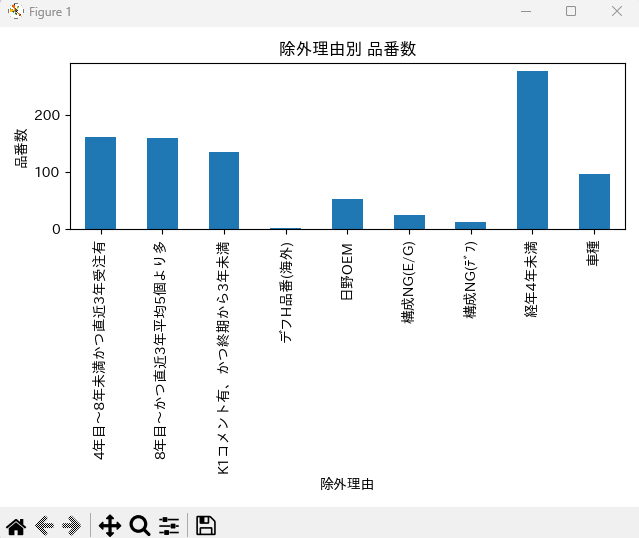 Figure 1
除外理由別 品番数
品番数
200
100
0
4年目～8年未満かつ直近3年受注有
8年目～かつ直近3年平均5個より多
K1コメント有、かつ終期から3年未満
デフH品番(海外)
日野OEM
構成NG(E/G)
構成NG(ﾃﾞﾌ)
経年4年未満
車種
除外理由